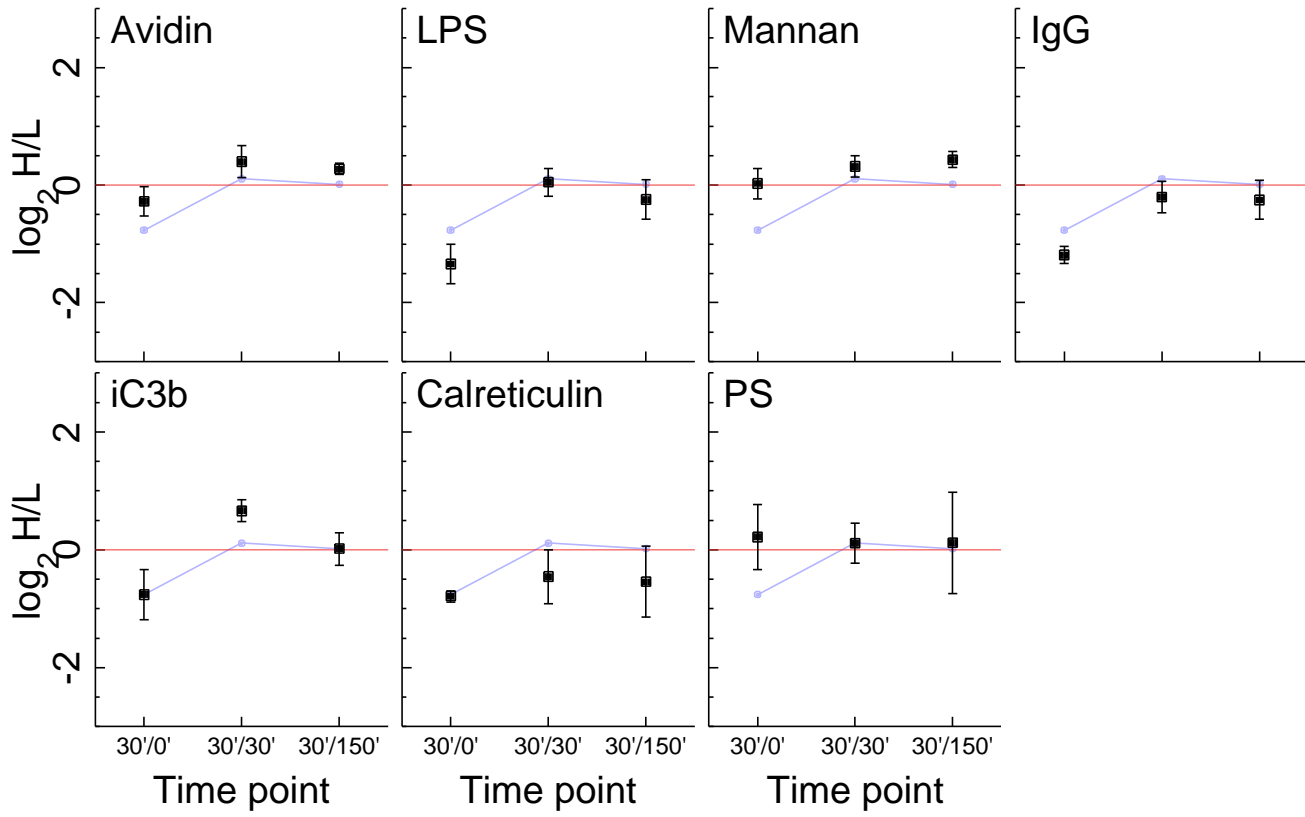 Avidin LPS Mannan IgG
2
0
-2
log2 H/L
iC3b Calreticulin PS
2
0
-2
log2 H/L
30'/0' 30'/30' 30'/150' 30'/0' 30'/30' 30'/150' 30'/0' 30'/30' 30'/150'
Time point Time point Time point